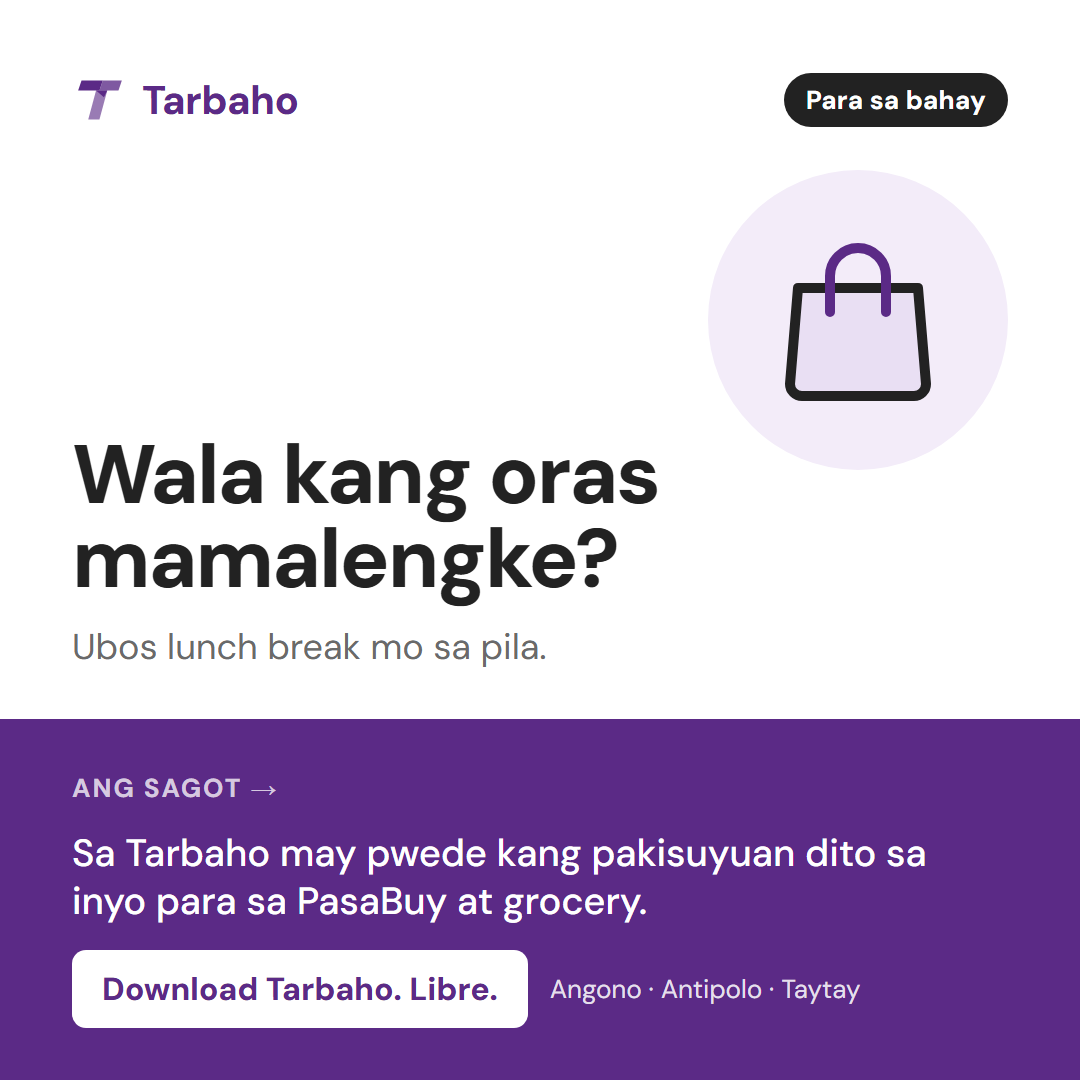 Tarbaho
Para sa bahay
Wala kang oras
mamalengke?
Ubos lunch break mo sa pila.
ANG SAGOT →
Sa Tarbaho may pwede kang pakisuyuan dito sa
inyo para sa PasaBuy at grocery.
Download Tarbaho. Libre.
Angono · Antipolo · Taytay